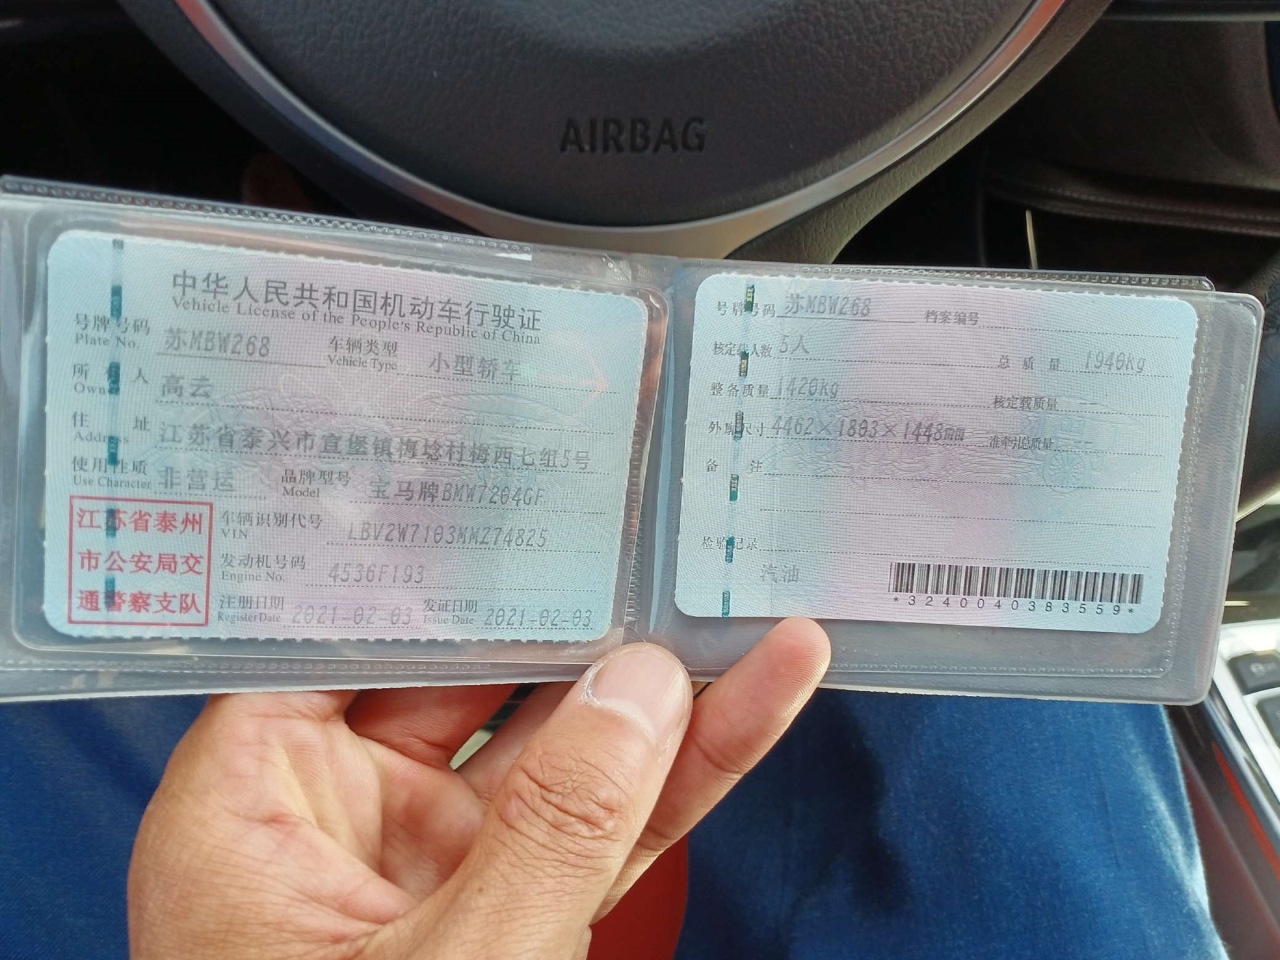 AIRBAG
中华人民共和国机动车行驶证
Vehicle License of the People's Republic of China
号牌号码 苏MBW268 车辆类型 小型轿车
Plate No. Vehicle Type
所有人 高云
Owner
住址 江苏省泰兴市宣堡镇梅垛村梅西七组5号
Address
使用性质 非营运 品牌型号 宝马牌BMW7204GF
Use Character Model
江苏省泰州
市公安局交
通警察支队
车辆识别代号 LBV2W7103MM274825
VIN
发动机号码 4536F193
Engine No.
注册日期 2021-02-03 发证日期 2021-02-03
Register Date Issue Date
号牌号码 苏MBW268 档案编号
核定载人数 5人 总质量 1940kg
整备质量 1420kg 核定载质量 --
外廓尺寸 4462×1803×1448mm 准牵引总质量 --
备注
检验记录
汽油
*3240040383559*